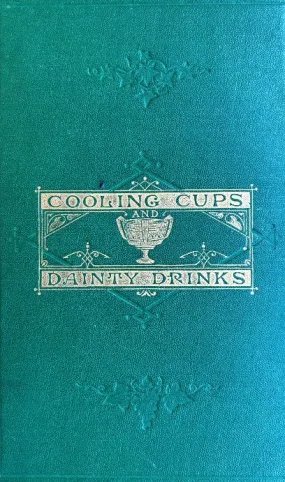 COOLING CUPS
AND
DAINTY DRINKS